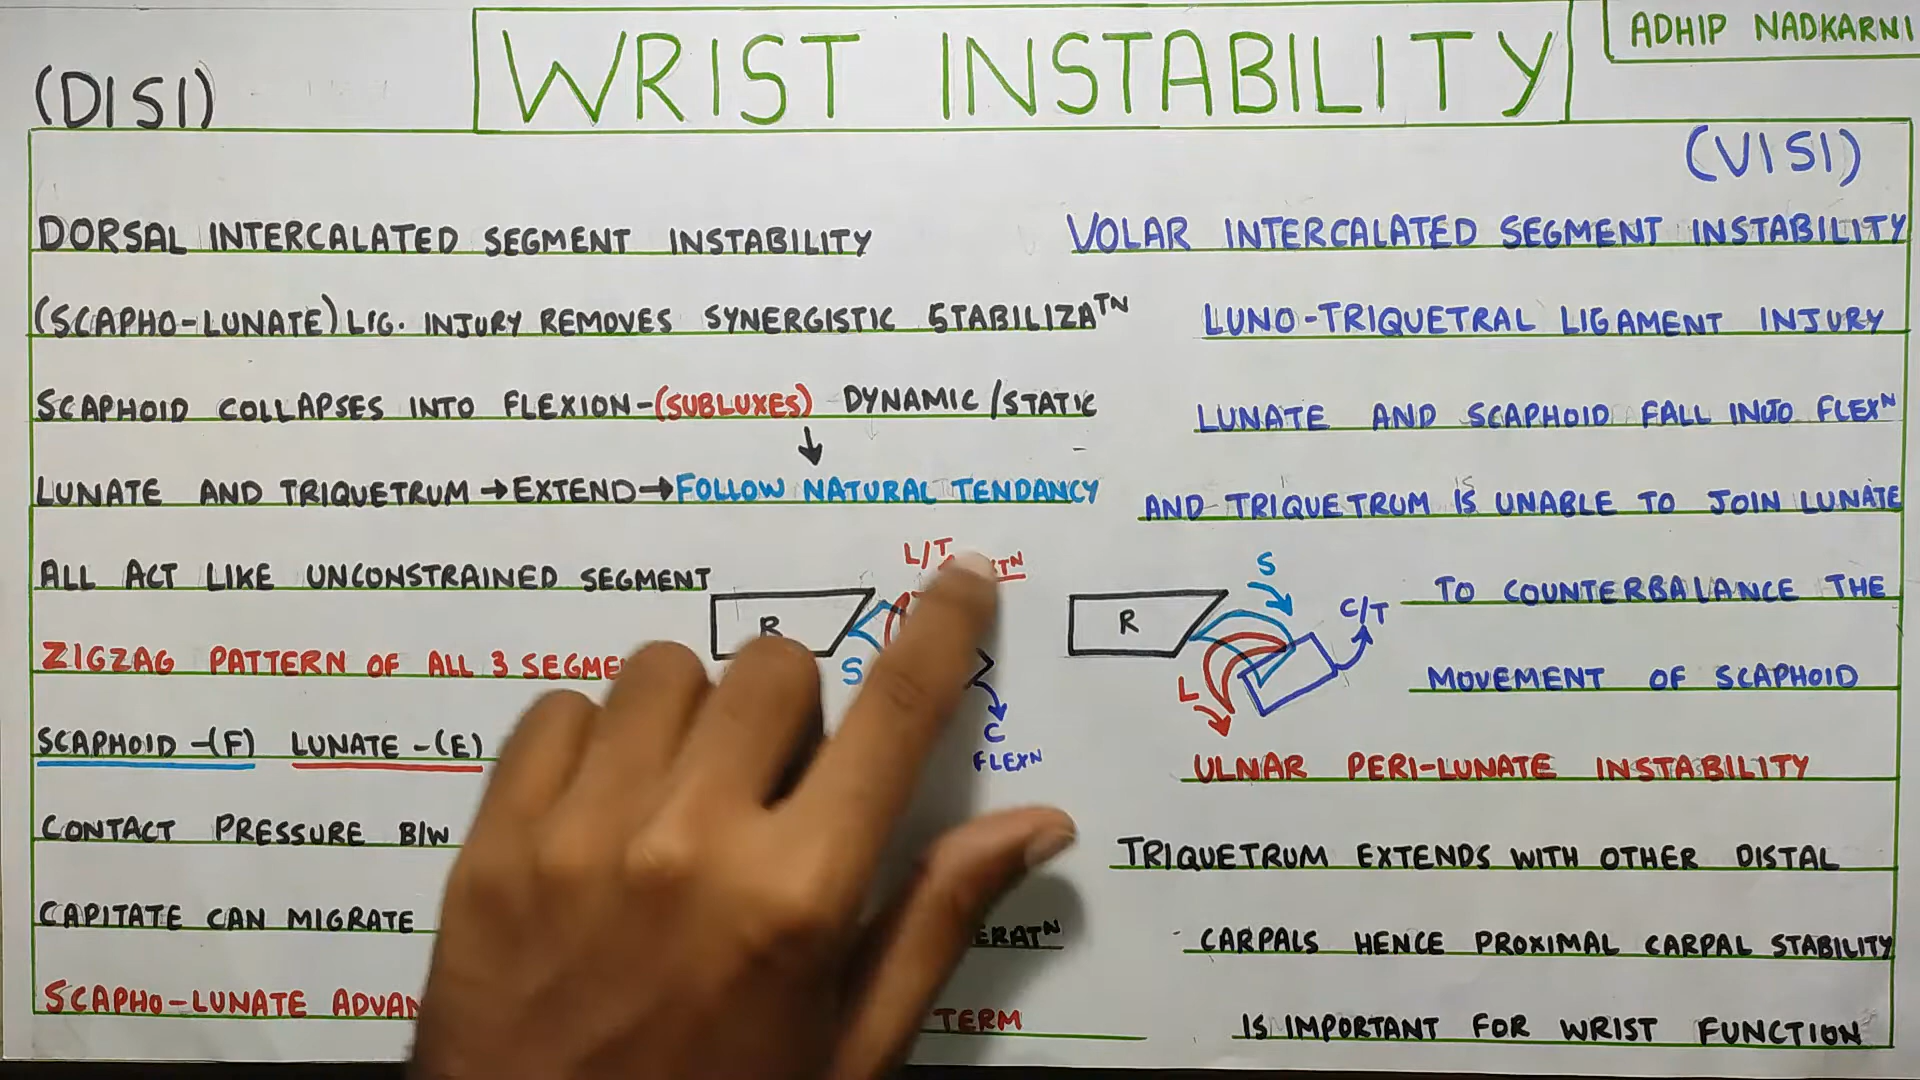 WRIST INSTABILITY
ADHIP NADKARNI
(DISI)
DORSAL INTERCALATED SEGMENT INSTABILITY
(SCAPHO-LUNATE) LIG. INJURY REMOVES SYNERGISTIC STABILIZATN
SCAPHOID COLLAPSES INTO FLEXION-(SUBLUXES) DYNAMIC/STATIC
↓
LUNATE AND TRIQUETRUM→EXTEND→FOLLOW NATURAL TENDANCY
ALL ACT LIKE UNCONSTRAINED SEGMENT
ZIGZAG PATTERN OF ALL 3
SCAPHOID-(F) LUNATE-(E)
CONTACT PRESSURE B/W
CAPITATE CAN MIGRATE
SCAPHO-LUNATE
TERM
L/T
R
S
C
FLEXN
(VISI)
VOLAR INTERCALATED SEGMENT INSTABILITY
LUNO-TRIQUETRAL LIGAMENT INJURY
LUNATE AND SCAPHOID FALL INTO FLEXN
AND TRIQUETRUM IS UNABLE TO JOIN LUNATE
TO COUNTERBALANCE THE
MOVEMENT OF SCAPHOID
ULNAR PERI-LUNATE INSTABILITY
TRIQUETRUM EXTENDS WITH OTHER DISTAL
CARPALS HENCE PROXIMAL CARPAL STABILITY
IS IMPORTANT FOR WRIST FUNCTION
S
R
C/T
L